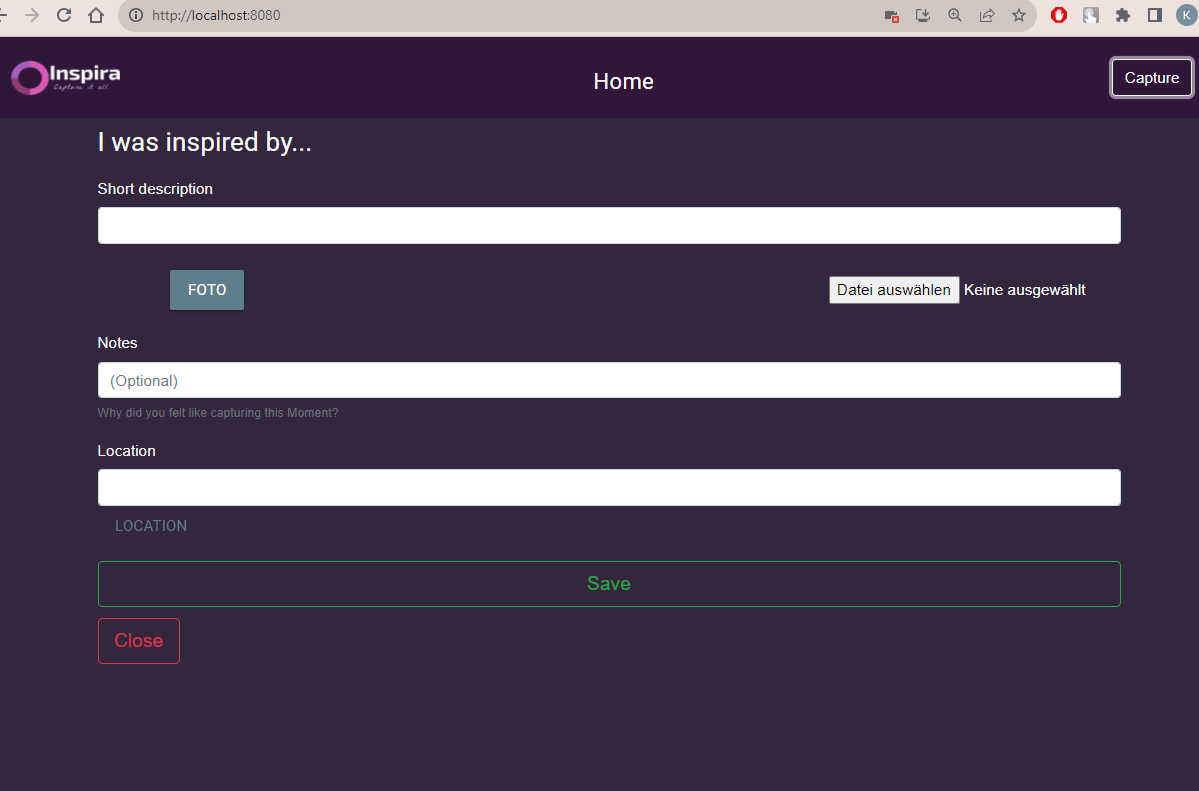 http://localhost:8080
K
Inspira
Capture it all
Home
Capture
I was inspired by...
Short description
FOTO
Datei auswählen Keine ausgewählt
Notes
(Optional)
Why did you felt like capturing this Moment?
Location
LOCATION
Save
Close